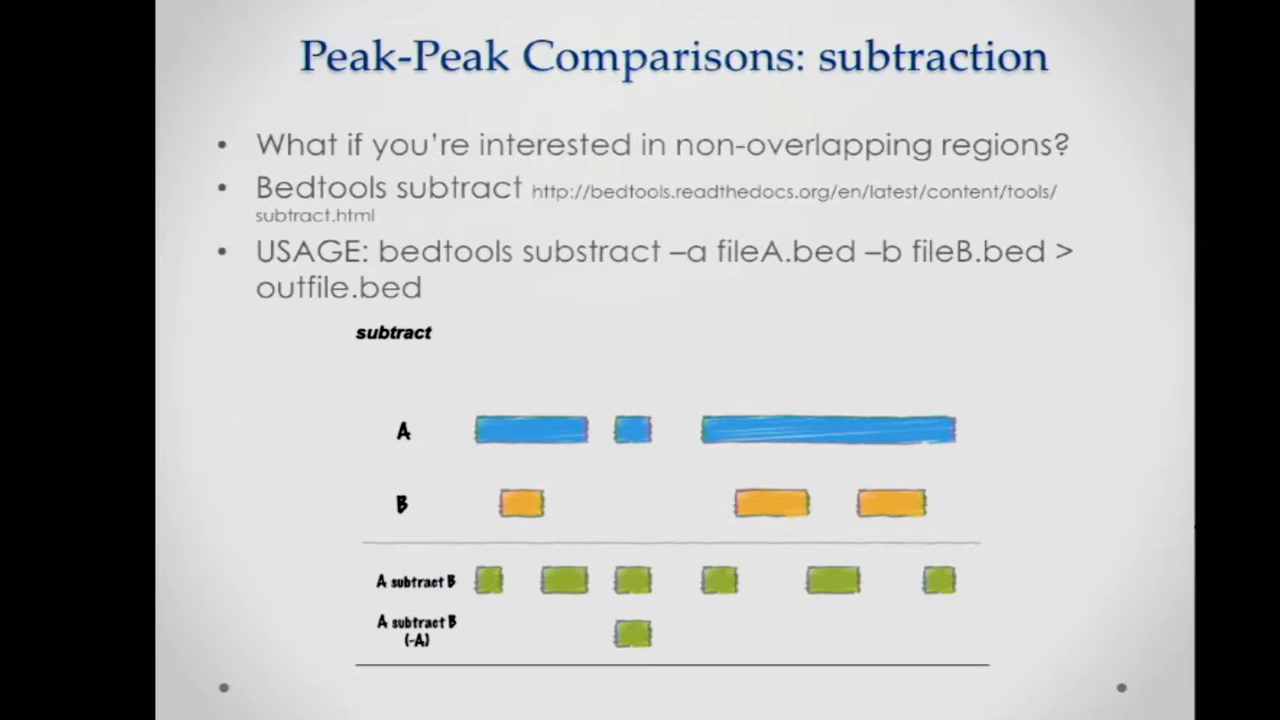 Peak-Peak Comparisons: subtraction
• What if you're interested in non-overlapping regions?
• Bedtools subtract http://bedtools.readthedocs.org/en/latest/content/tools/
subtract.html
• USAGE: bedtools substract –a fileA.bed –b fileB.bed >
outfile.bed
subtract
A
B
A subtract B
A subtract B
(-A)